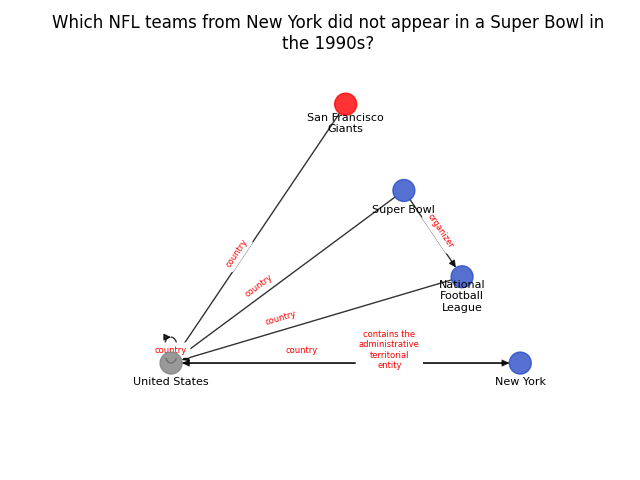 Which NFL teams from New York did not appear in a Super Bowl in
the 1990s?
San Francisco
Giants
Super Bowl
organizer
country
National
Football
League
country
country
contains the
administrative
territorial
entity
country
country
United States
New York